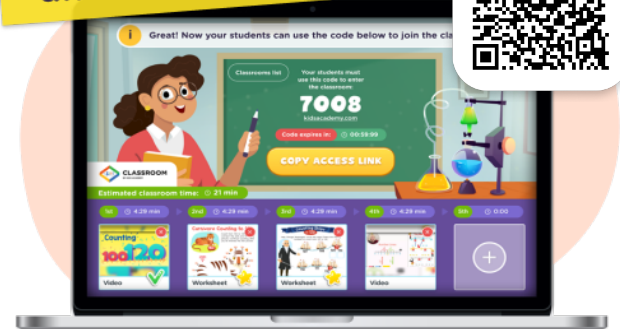 Great! Now your students can use the code below to join the cla
Classrooms list
Your students must
use this code to enter
the classroom:
7008
kidsacademy.com
Code expires in: 00:59:99
COPY ACCESS LINK
CLASSROOM
Estimated classroom time: 21 min
1st 4.29 min
2nd 4.29 min
3rd 4.29 min
4th 4.29 min
5th 0:00
Counting
100 120
Video
Worksheet
Worksheet
Video